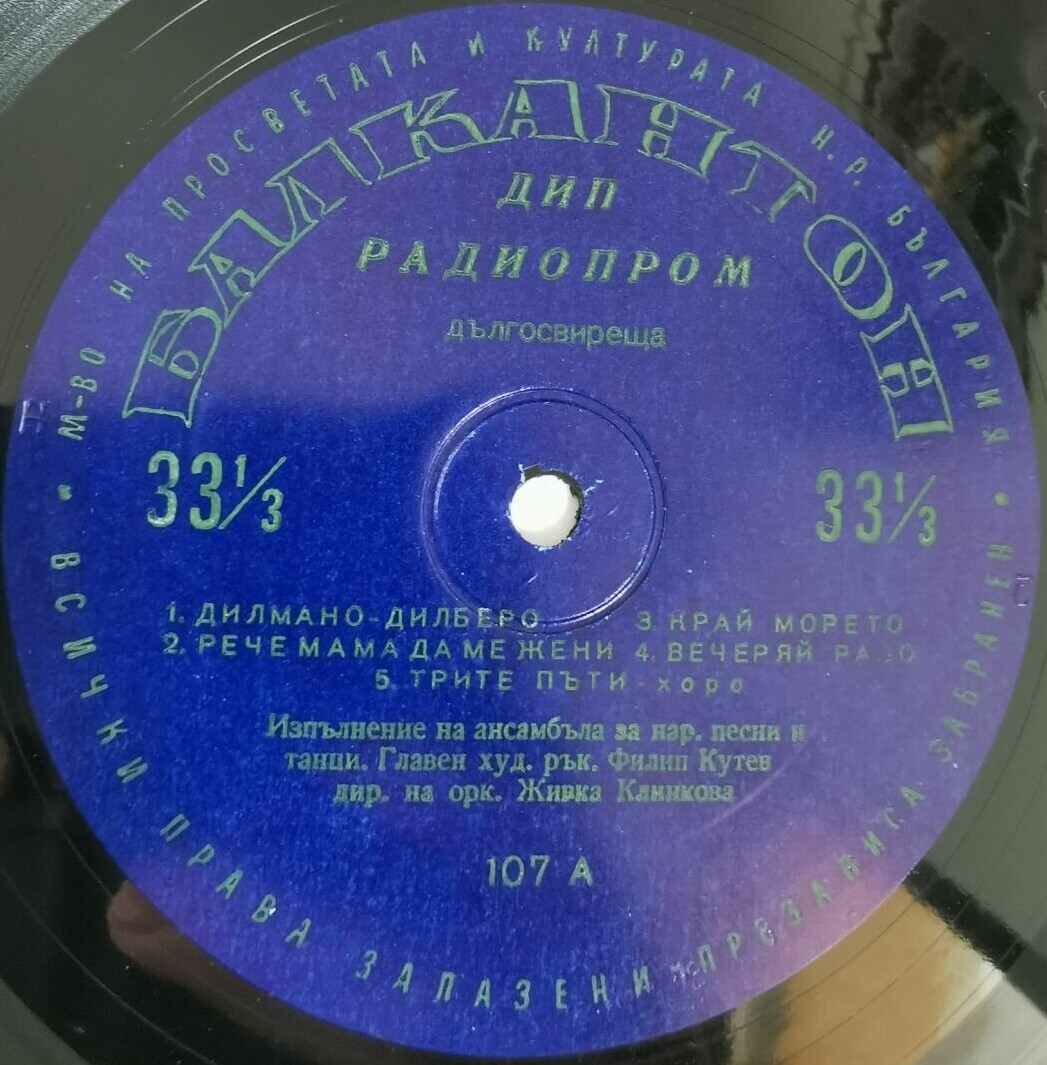 М-ВО НА ПРОСВЕТАТА И КУЛТУРАТА Н.Р. БЪЛГАРИЯ
БАЛКАНТОН
ДИП
РАДИОПРОМ
дългосвиреща
33⅓ 33⅓
1. ДИЛМАНО-ДИЛБЕРО 3. КРАЙ МОРЕТО
2. РЕЧЕ МАМА ДА МЕ ЖЕНИ 4. ВЕЧЕРЯЙ РАДО
5. ТРИТЕ ПЪТИ - хоро
Изпълнение на ансамбъла за нар. песни и
танци. Главен худ. рък. Филип Кутев
дир. на орк. Живка Клинкова
107 А
ВСИЧКИ ПРАВА ЗАПАЗЕНИ ПРЕЗАПИСА ЗАБРАНЕН